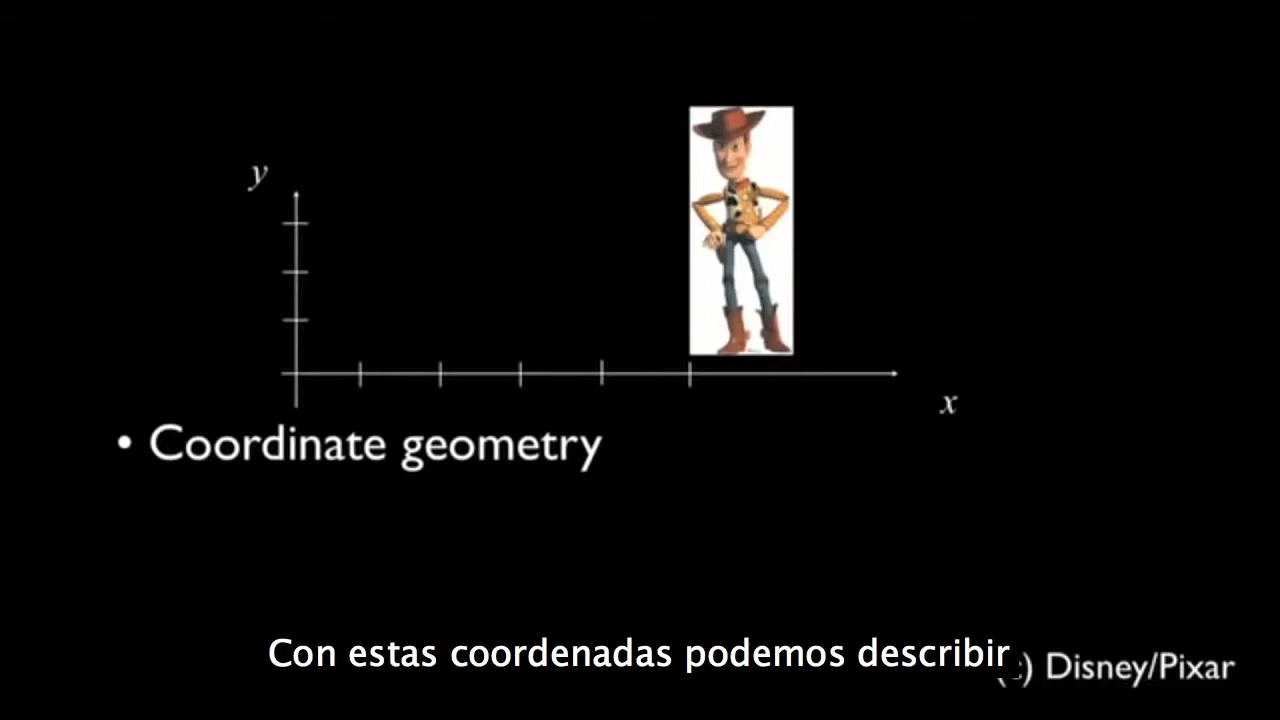 y
x
• Coordinate geometry
Con estas coordenadas podemos describir
(c) Disney/Pixar